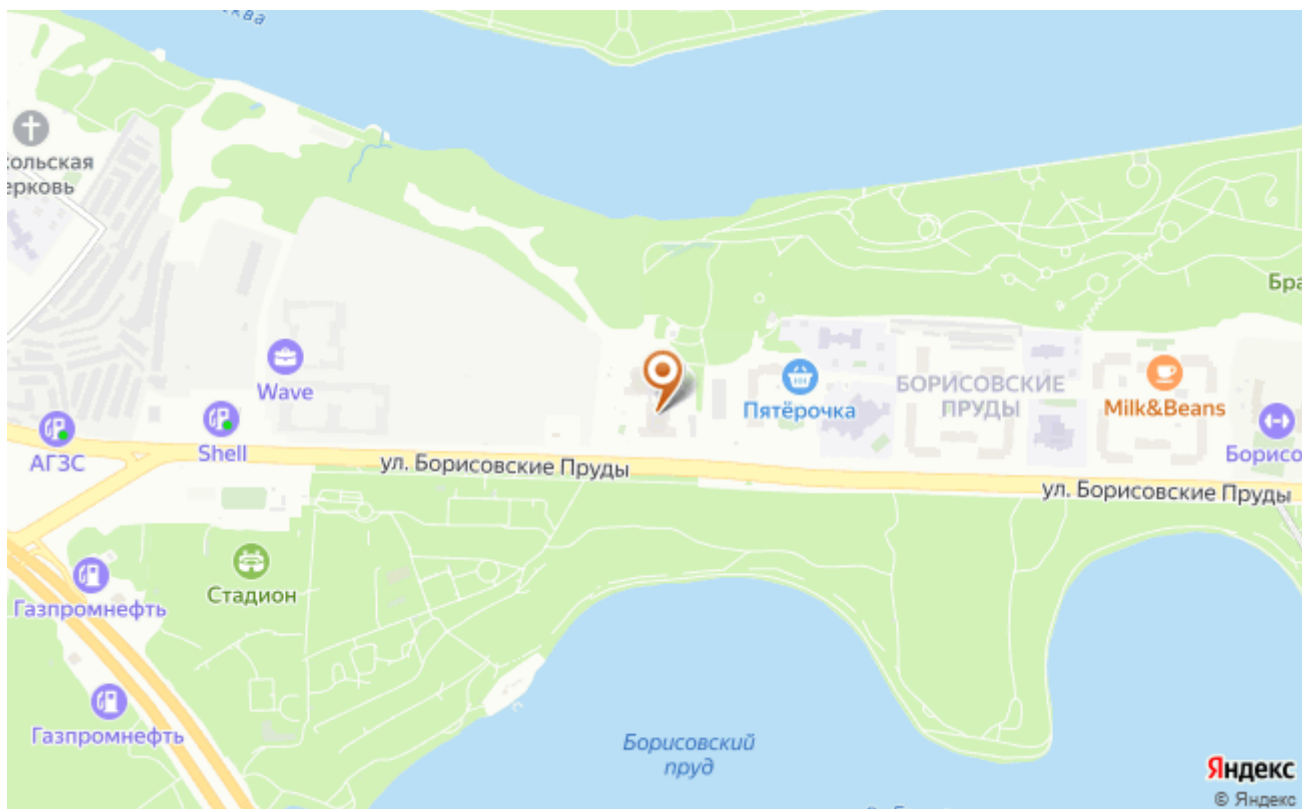 ква
ольская
ерковь
Wave
Shell
АГЗС
ул. Борисовские Пруды
Пятёрочка
БОРИСОВСКИЕ
ПРУДЫ
Бра
Milk&Beans
Борисо
ул. Борисовские Пруды
Стадион
Газпромнефть
Газпромнефть
Борисовский
пруд
Яндекс
© Яндекс